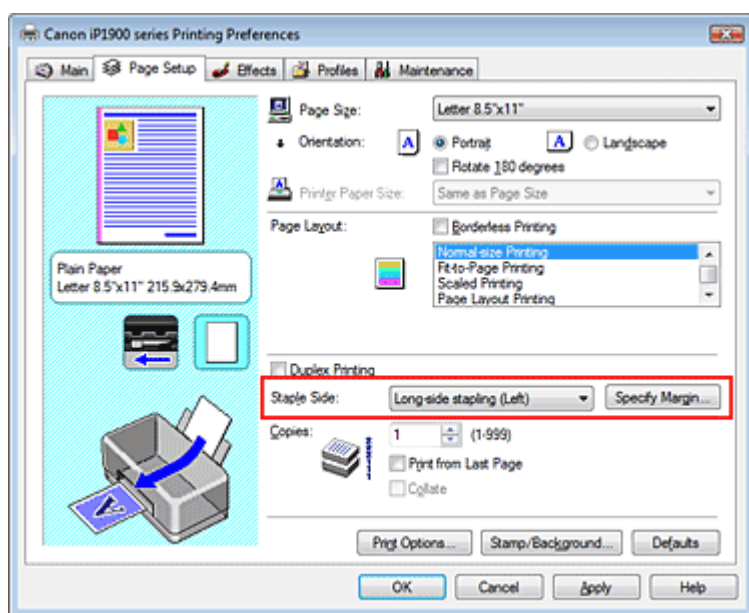 Canon iP1900 series Printing Preferences
Main Page Setup Effects Profiles Maintenance
Page Size: Letter 8.5"x11"
Orientation: A Portrait A Landscape
Rotate 180 degrees
Printer Paper Size: Same as Page Size
Page Layout: Borderless Printing
Normal-size Printing
Fit-to-Page Printing
Scaled Printing
Page Layout Printing
Plain Paper
Letter 8.5"x11" 215.9x279.4mm
Duplex Printing
Staple Side: Long-side stapling (Left) Specify Margin...
Copies: 1 (1-999)
Print from Last Page
Collate
Print Options... Stamp/Background... Defaults
OK Cancel Apply Help